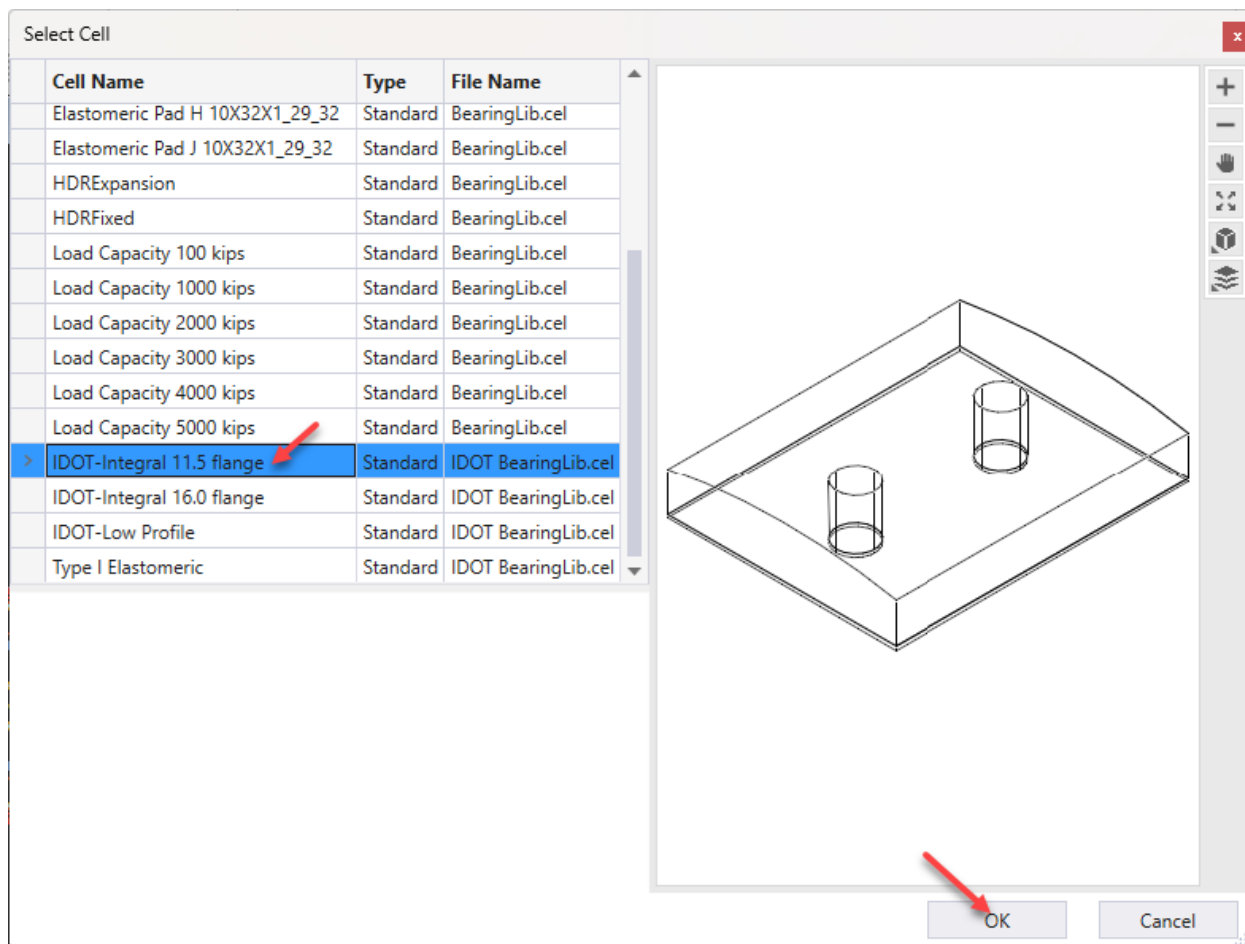 Select Cell
x
Cell Name Type File Name
Elastomeric Pad H 10X32X1_29_32 Standard BearingLib.cel
Elastomeric Pad J 10X32X1_29_32 Standard BearingLib.cel
HDRExpansion Standard BearingLib.cel
HDRFixed Standard BearingLib.cel
Load Capacity 100 kips Standard BearingLib.cel
Load Capacity 1000 kips Standard BearingLib.cel
Load Capacity 2000 kips Standard BearingLib.cel
Load Capacity 3000 kips Standard BearingLib.cel
Load Capacity 4000 kips Standard BearingLib.cel
Load Capacity 5000 kips Standard BearingLib.cel
IDOT-Integral 11.5 flange Standard IDOT BearingLib.cel
IDOT-Integral 16.0 flange Standard IDOT BearingLib.cel
IDOT-Low Profile Standard IDOT BearingLib.cel
Type I Elastomeric Standard IDOT BearingLib.cel
OK Cancel